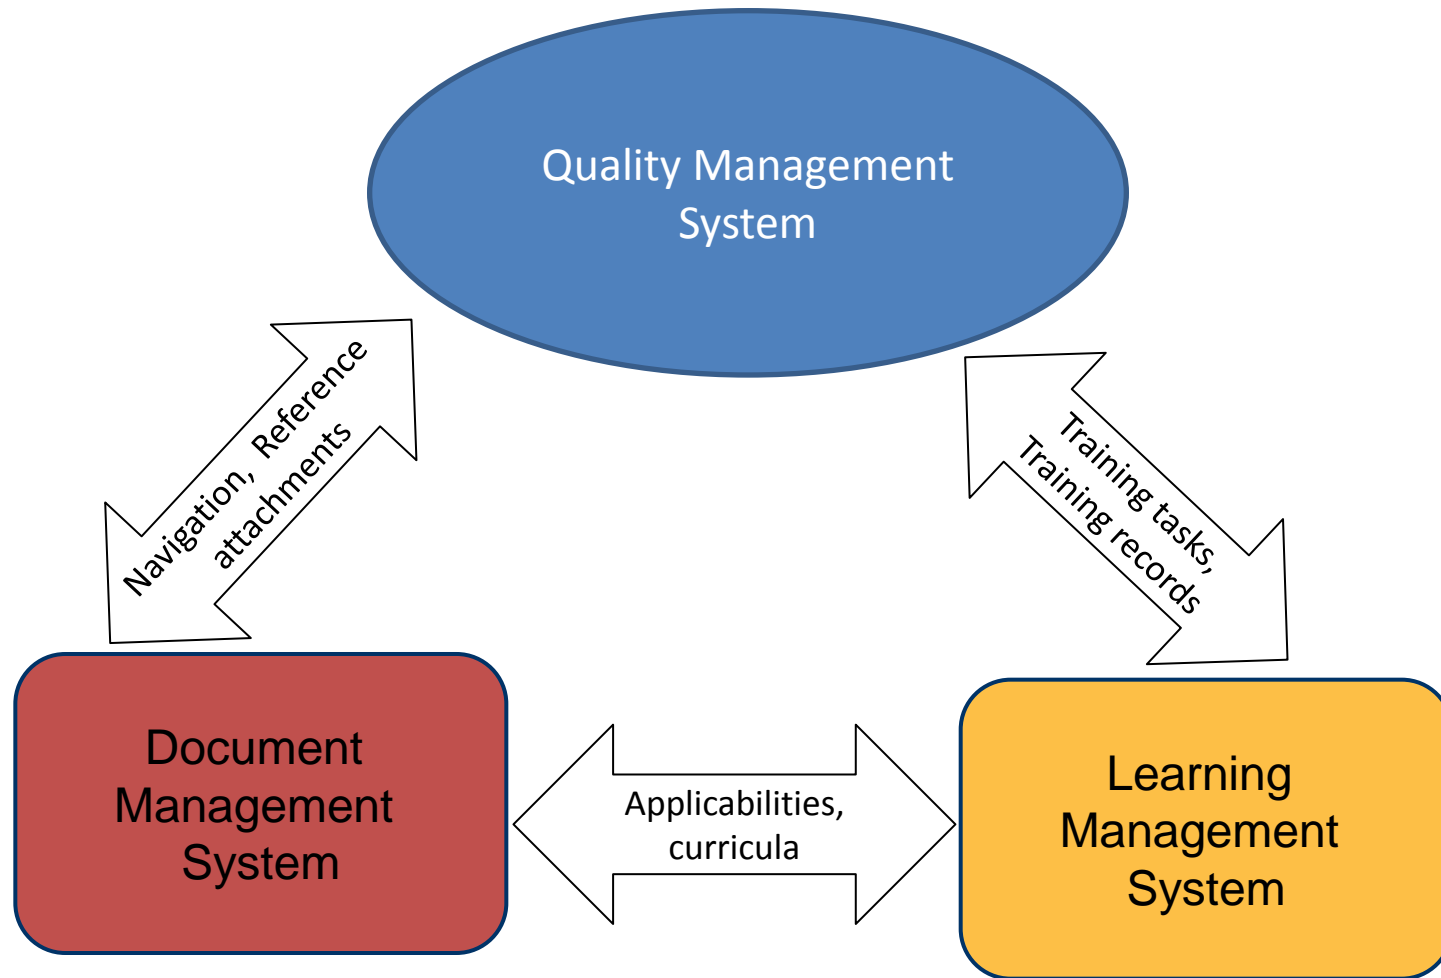 Quality Management
System
Navigation, Reference
attachments
Training tasks,
Training records
Document
Management
System
Applicabilities,
curricula
Learning
Management
System